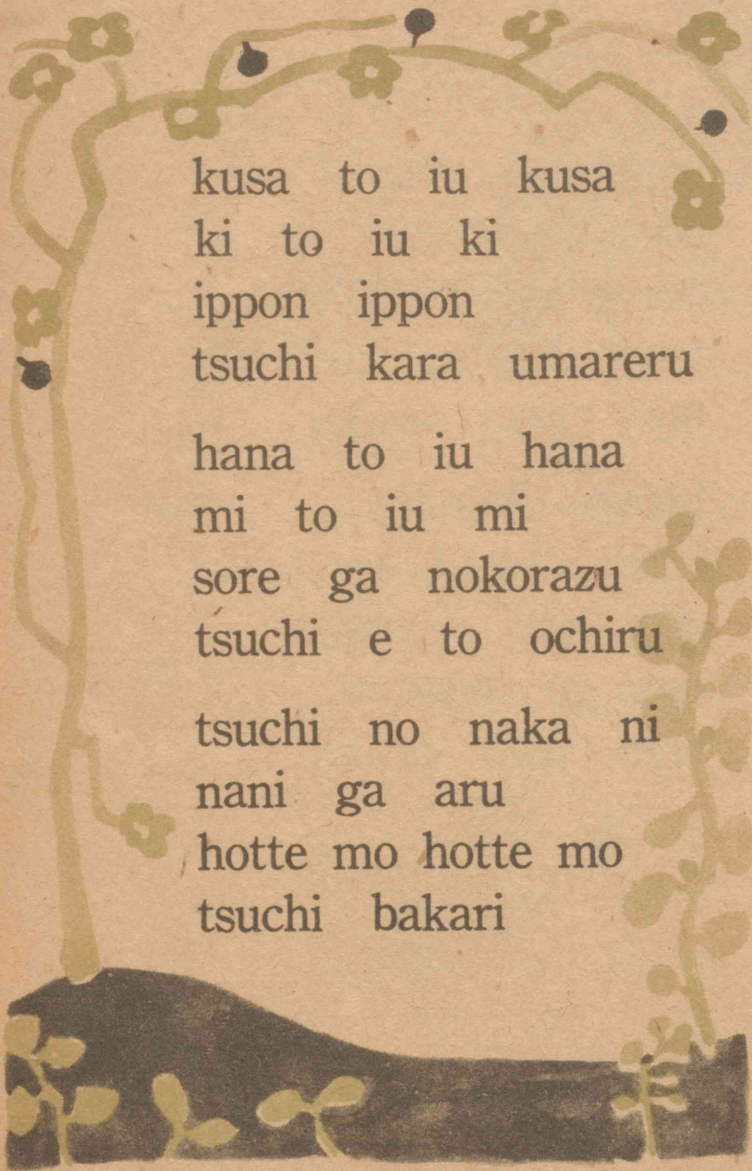 kusa to iu kusa
ki to iu ki
ippon ippon
tsuchi kara umareru
hana to iu hana
mi to iu mi
sore ga nokorazu
tsuchi e to ochiru
tsuchi no naka ni
nani ga aru
hotte mo hotte mo
tsuchi bakari